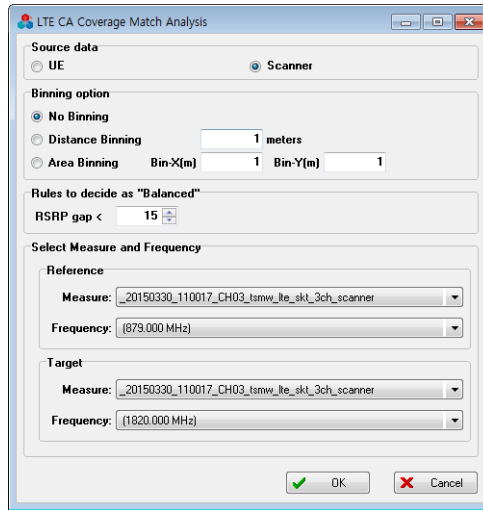 LTE CA Coverage Match Analysis
Source data
UE Scanner
Binning option
No Binning
Distance Binning 1 meters
Area Binning Bin-X(m) 1 Bin-Y(m) 1
Rules to decide as "Balanced"
RSRP gap < 15
Select Measure and Frequency
Reference
Measure: _20150330_110017_CH03_tsmw_lte_skt_3ch_scanner
Frequency: (879.000 MHz)
Target
Measure: _20150330_110017_CH03_tsmw_lte_skt_3ch_scanner
Frequency: (1820.000 MHz)
OK Cancel